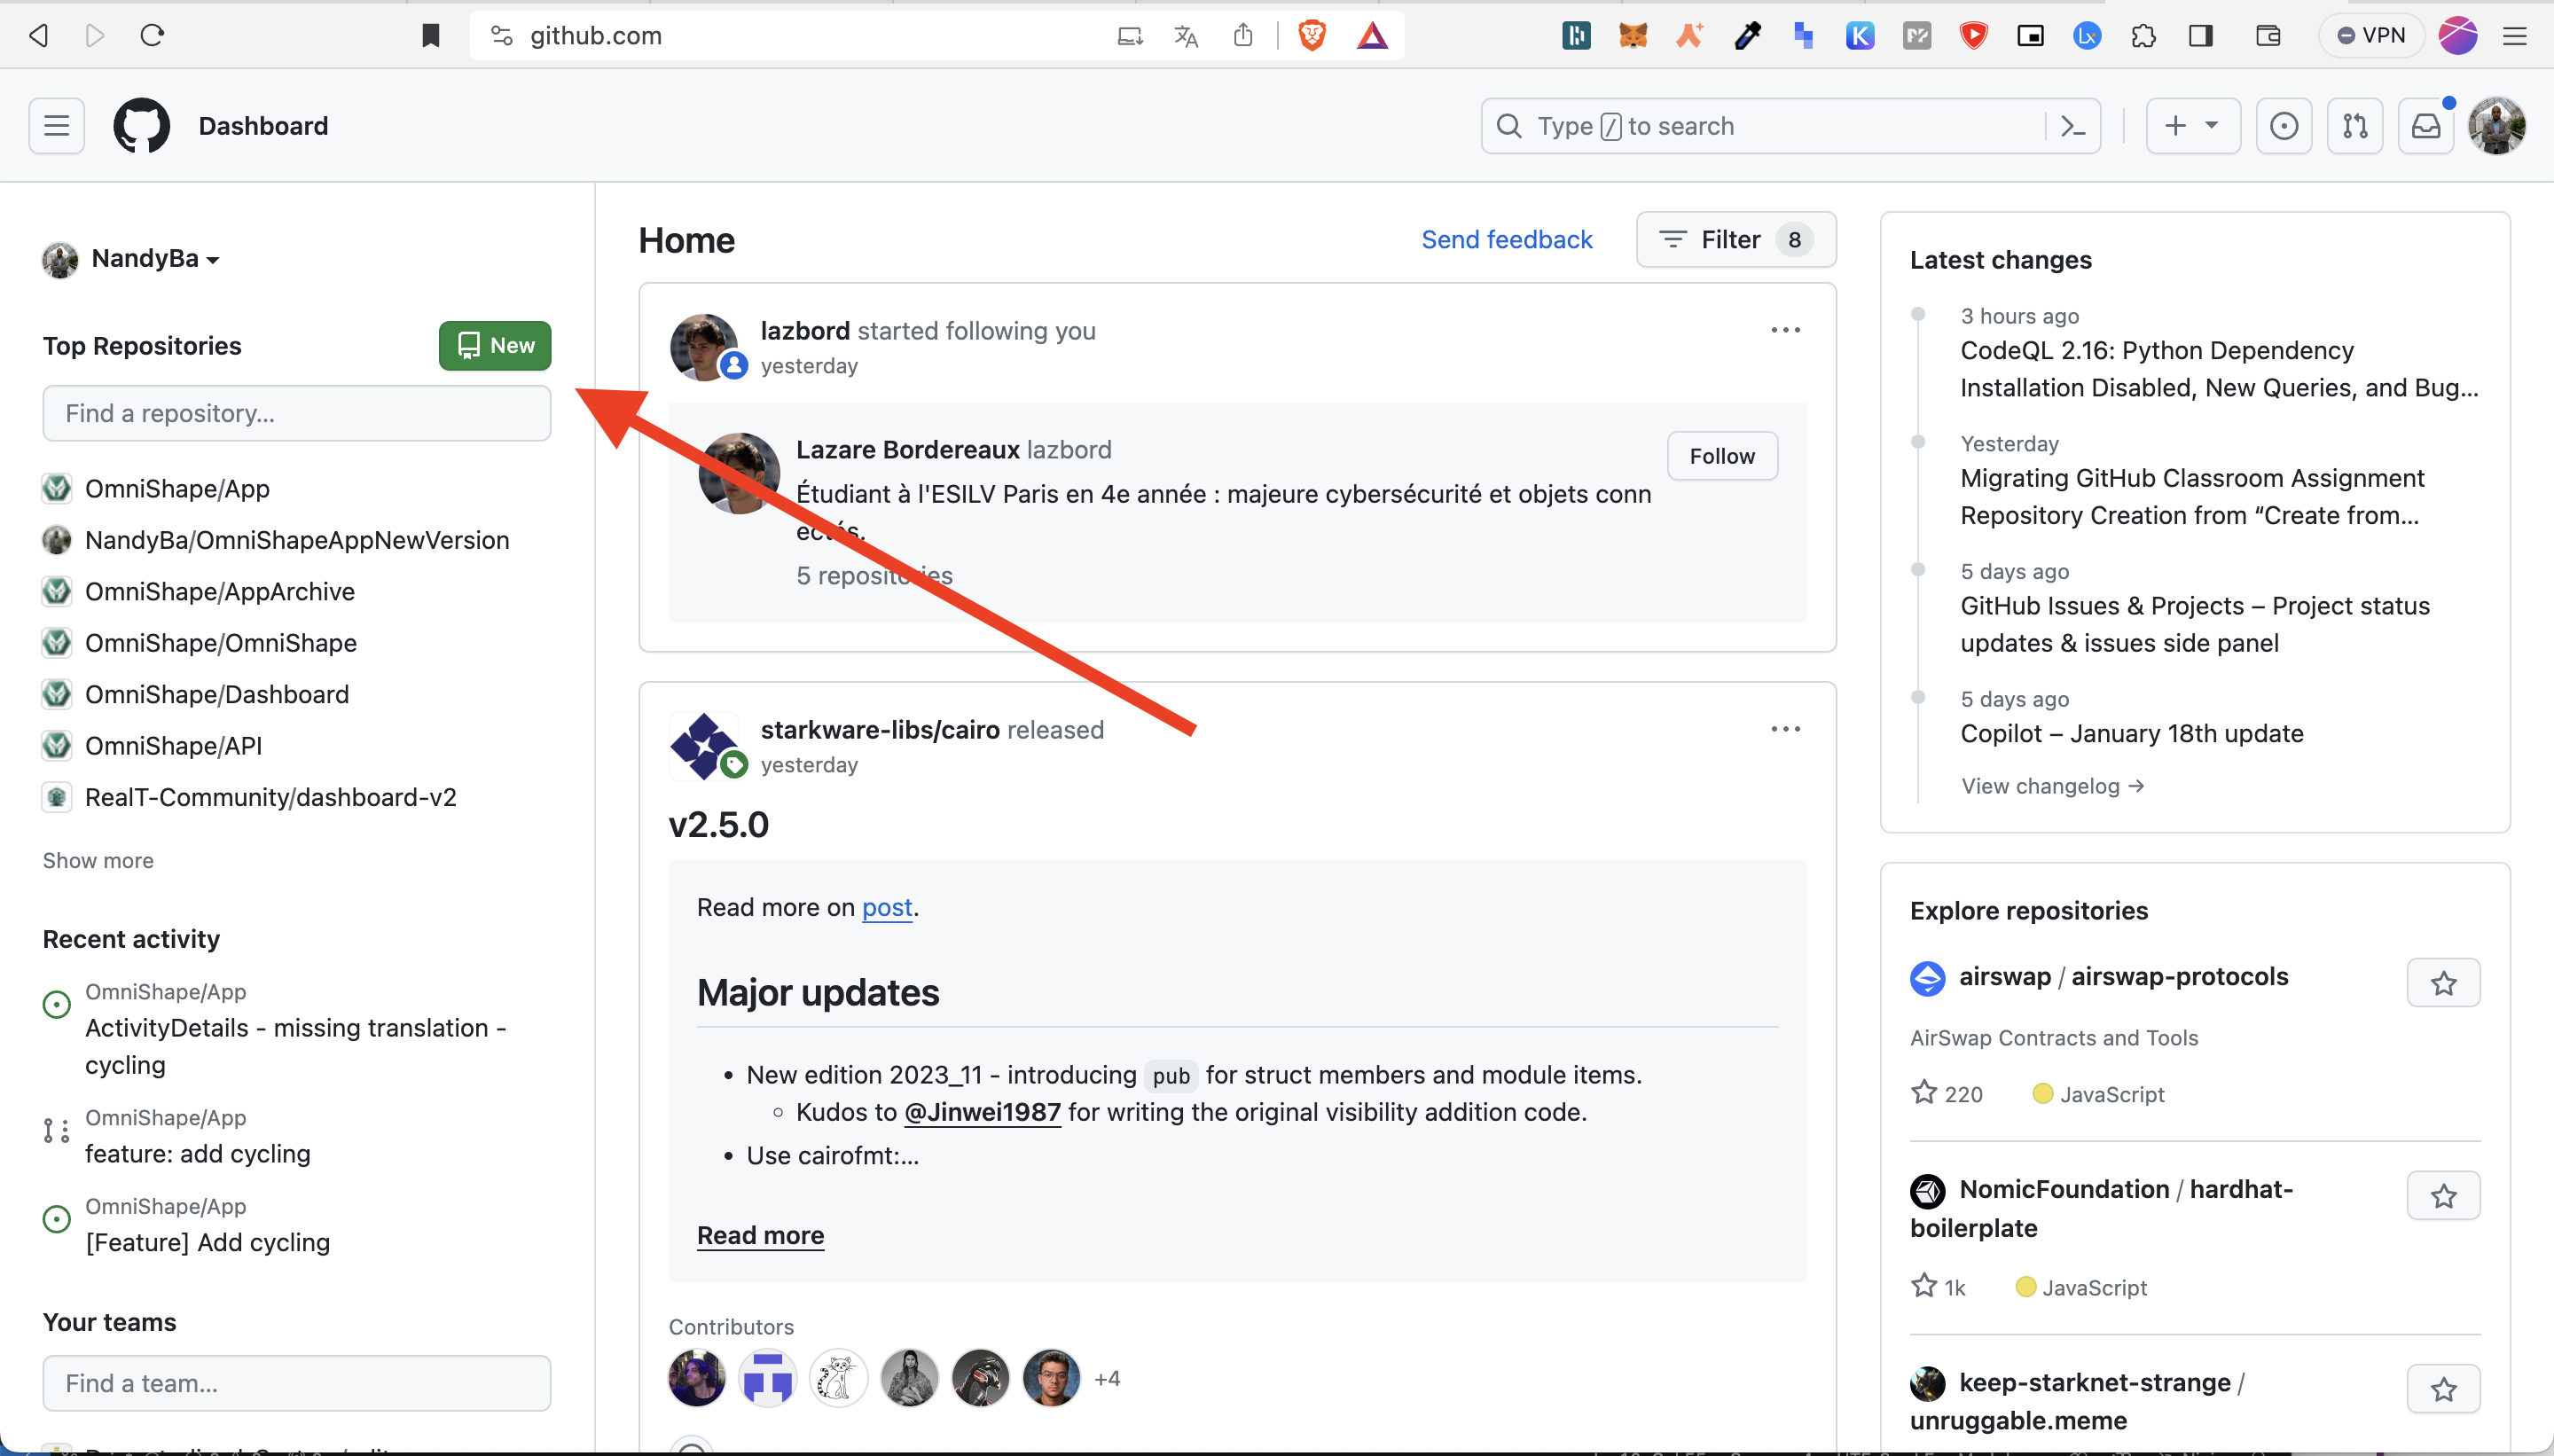 github.com
VPN
Dashboard
Type / to search
NandyBa
Top Repositories
New
Find a repository...
OmniShape/App
NandyBa/OmniShapeAppNewVersion
OmniShape/AppArchive
OmniShape/OmniShape
OmniShape/Dashboard
OmniShape/API
RealT-Community/dashboard-v2
Show more
Recent activity
OmniShape/App
ActivityDetails - missing translation -
cycling
OmniShape/App
feature: add cycling
OmniShape/App
[Feature] Add cycling
Your teams
Find a team...
Home
Send feedback
Filter 8
lazbord started following you
yesterday
Lazare Bordereaux lazbord
Follow
Étudiant à l'ESILV Paris en 4e année : majeure cybersécurité et objets conn
ectés.
5 repositories
starkware-libs/cairo released
yesterday
v2.5.0
Read more on post.
Major updates
New edition 2023_11 - introducing pub for struct members and module items.
Kudos to @Jinwei1987 for writing the original visibility addition code.
Use cairofmt:...
Read more
Contributors
+4
Latest changes
3 hours ago
CodeQL 2.16: Python Dependency
Installation Disabled, New Queries, and Bug...
Yesterday
Migrating GitHub Classroom Assignment
Repository Creation from “Create from...
5 days ago
GitHub Issues & Projects – Project status
updates & issues side panel
5 days ago
Copilot – January 18th update
View changelog →
Explore repositories
airswap / airswap-protocols
AirSwap Contracts and Tools
220 JavaScript
NomicFoundation / hardhat-
boilerplate
1k JavaScript
keep-starknet-strange /
unruggable.meme